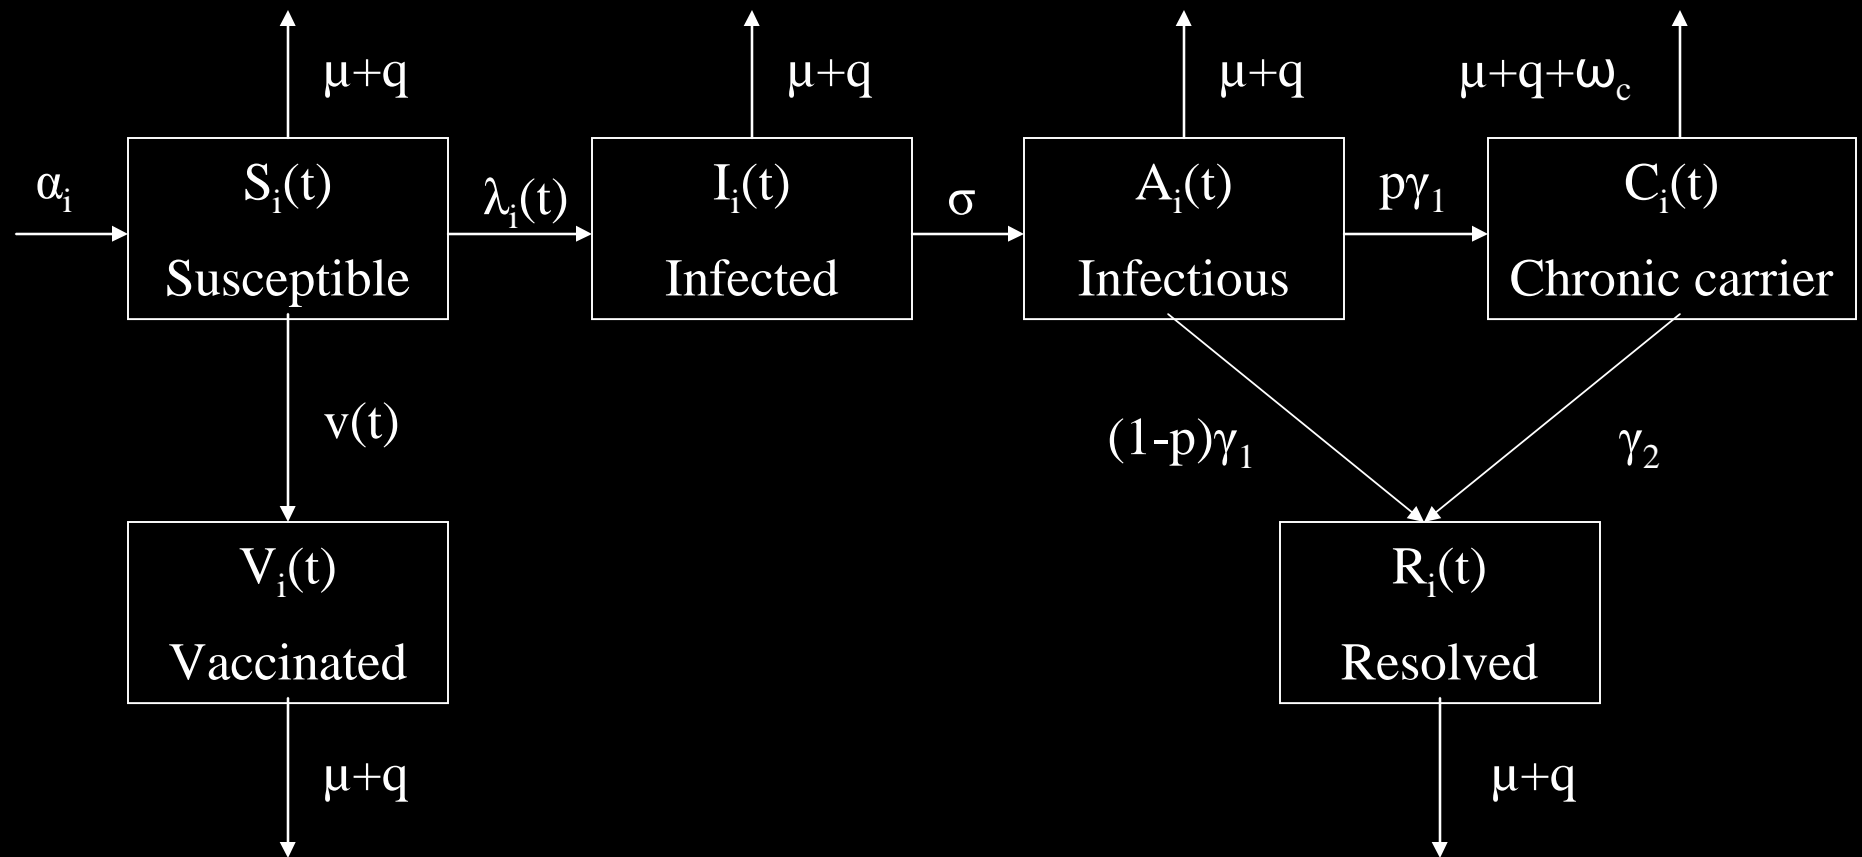 μ+q
μ+q
μ+q
μ+q+ω_c
α_i
S_i(t)
Susceptible
λ_i(t)
I_i(t)
Infected
σ
A_i(t)
Infectious
pγ_1
C_i(t)
Chronic carrier
v(t)
(1-p)γ_1
γ_2
V_i(t)
Vaccinated
R_i(t)
Resolved
μ+q
μ+q